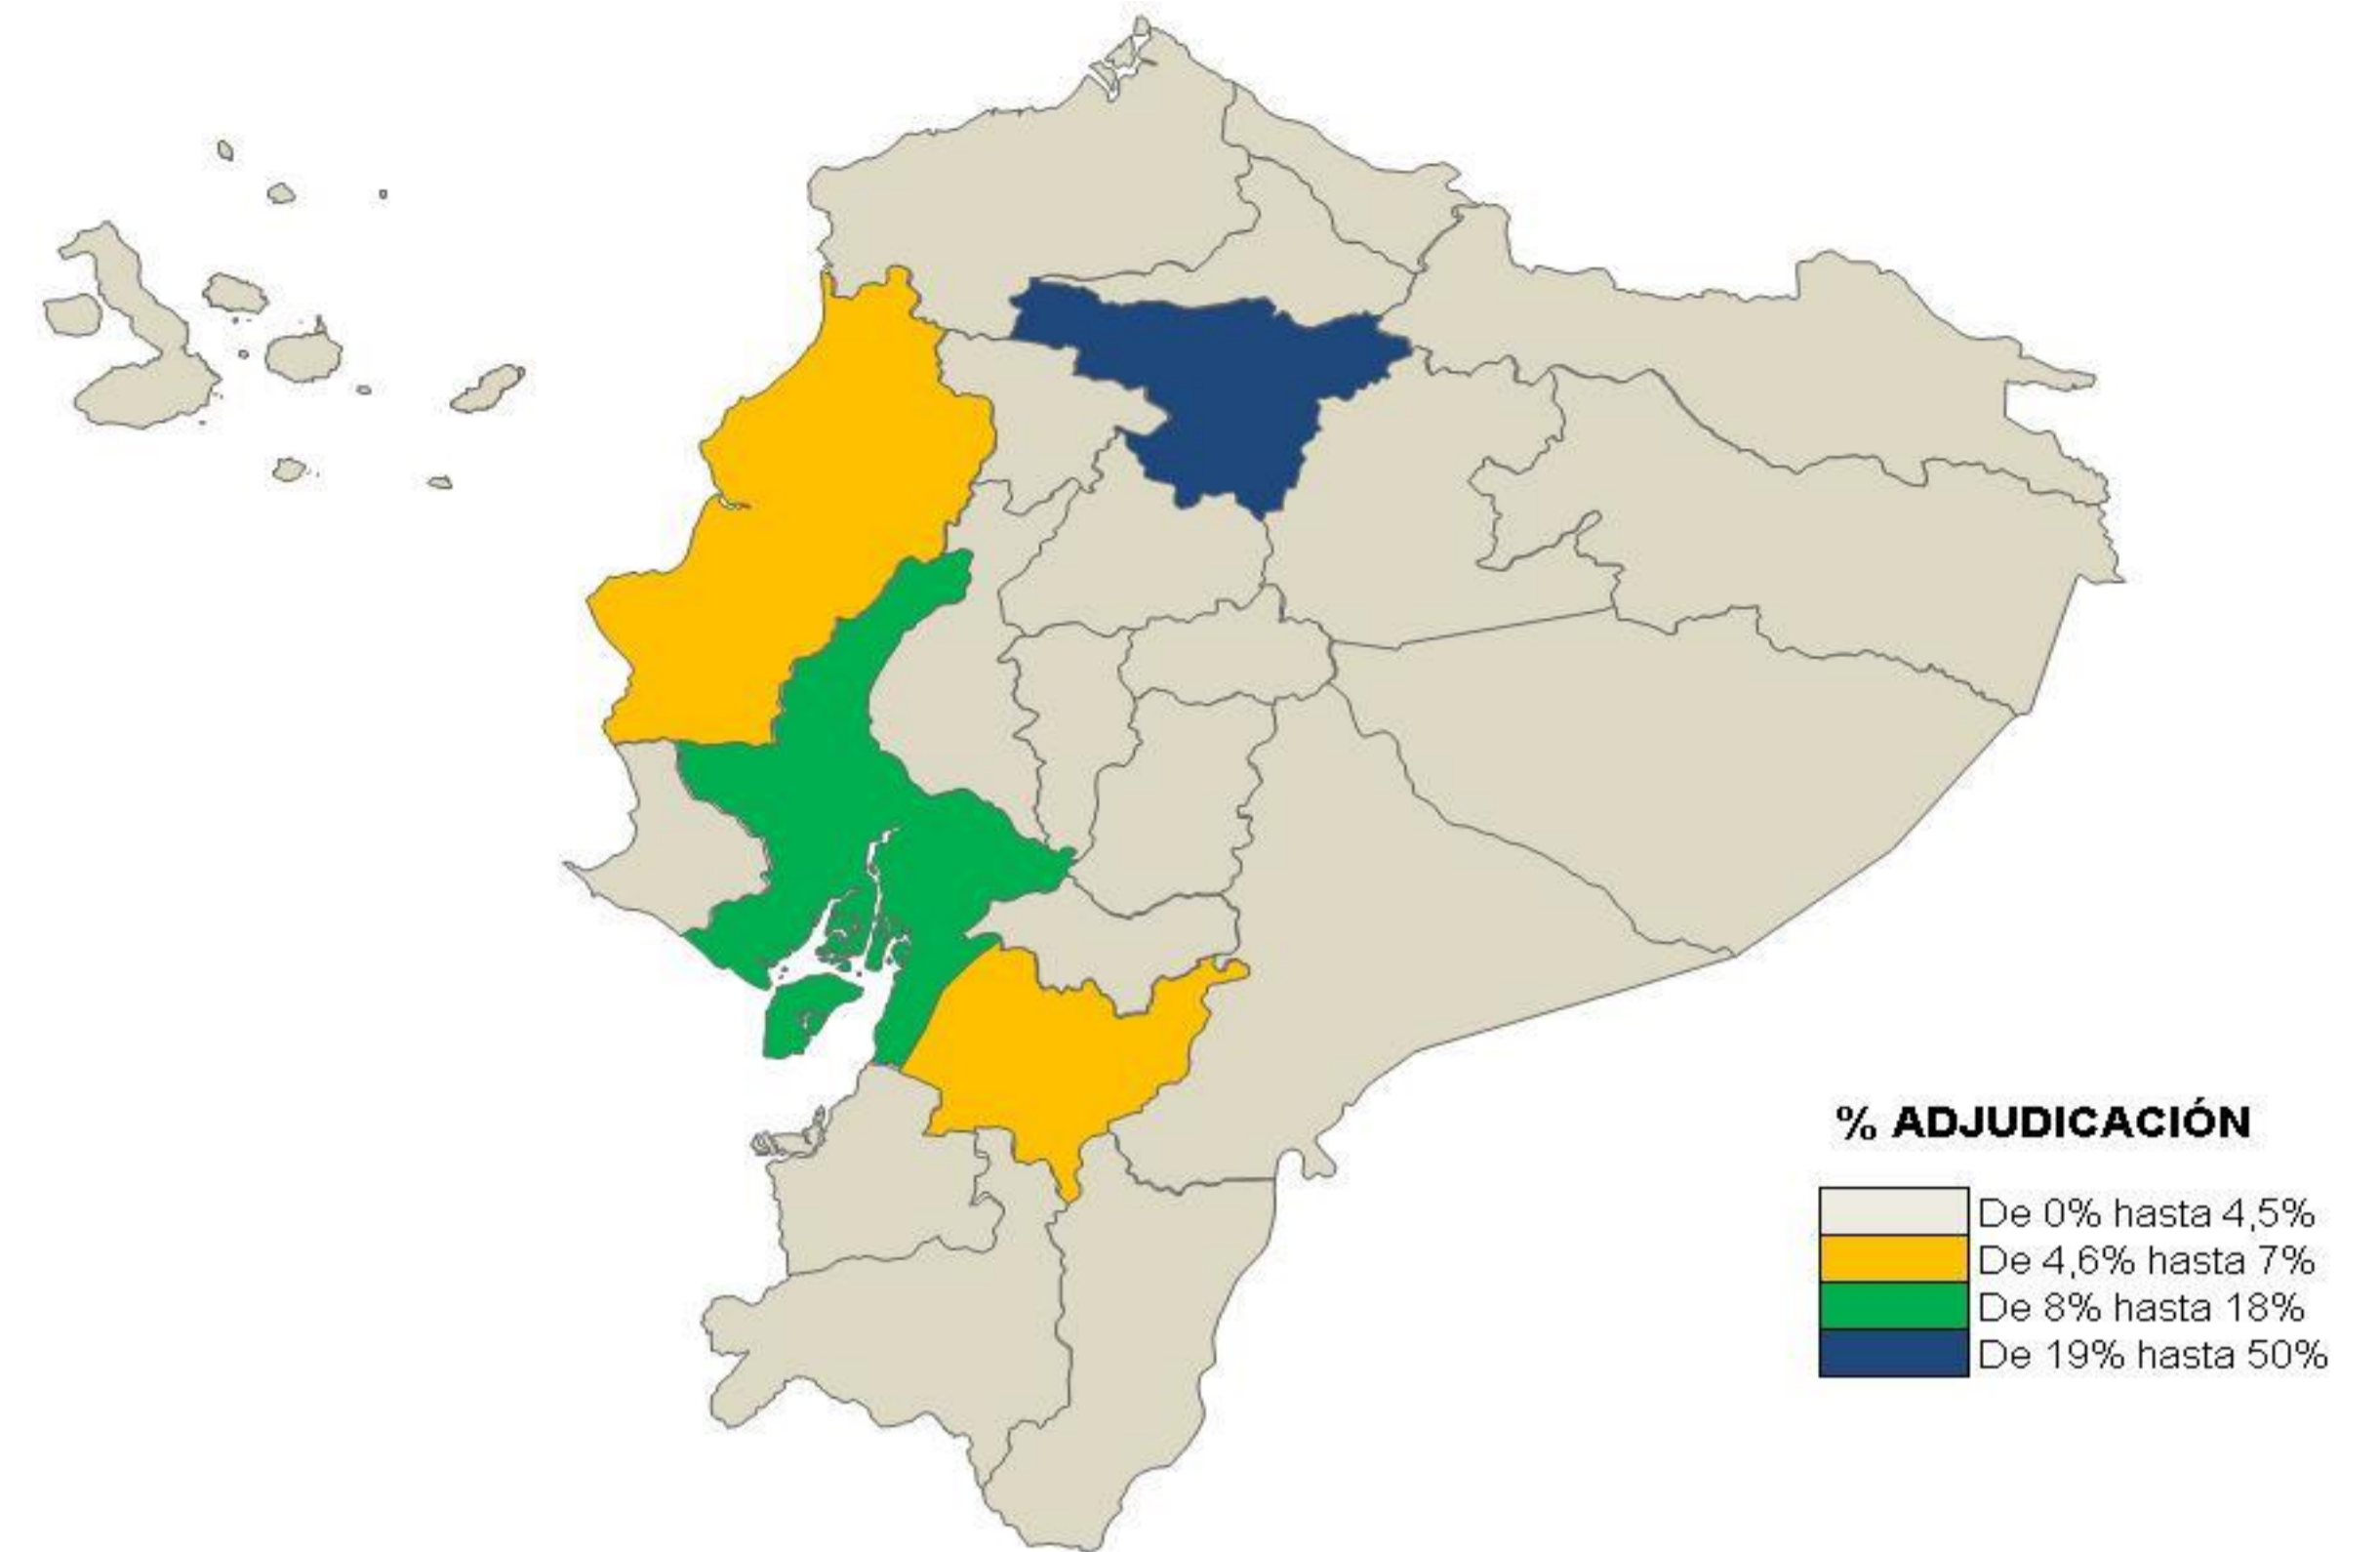 % ADJUDICACIÓN
De 0% hasta 4,5%
De 4,6% hasta 7%
De 8% hasta 18%
De 19% hasta 50%